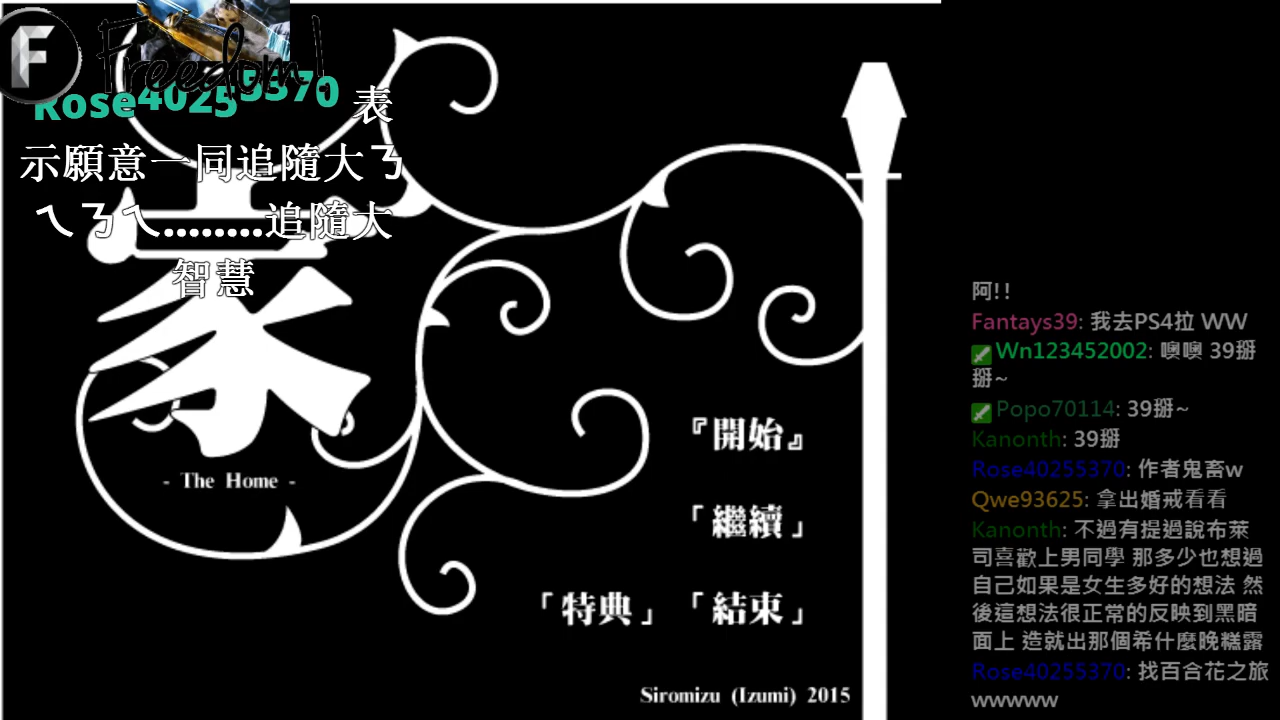 F Freedom!
Rose40255370 表
示願意一同追隨大ㄋ
ㄟㄋㄟ........追隨大
智慧
家
- The Home -
『開始』
「繼續」
「特典」「結束」
Siromizu (Izumi) 2015
阿!!
Fantays39: 我去PS4拉 WW
Wn123452002: 噢噢 39掰
掰~
Popo70114: 39掰~
Kanonth: 39掰
Rose40255370: 作者鬼畜w
Qwe93625: 拿出婚戒看看
Kanonth: 不過有提過說布萊
司喜歡上男同學 那多少也想過
自己如果是女生多好的想法 然
後這想法很正常的反映到黑暗
面上 造就出那個希什麼晚糕露
Rose40255370: 找百合花之旅
wwwww